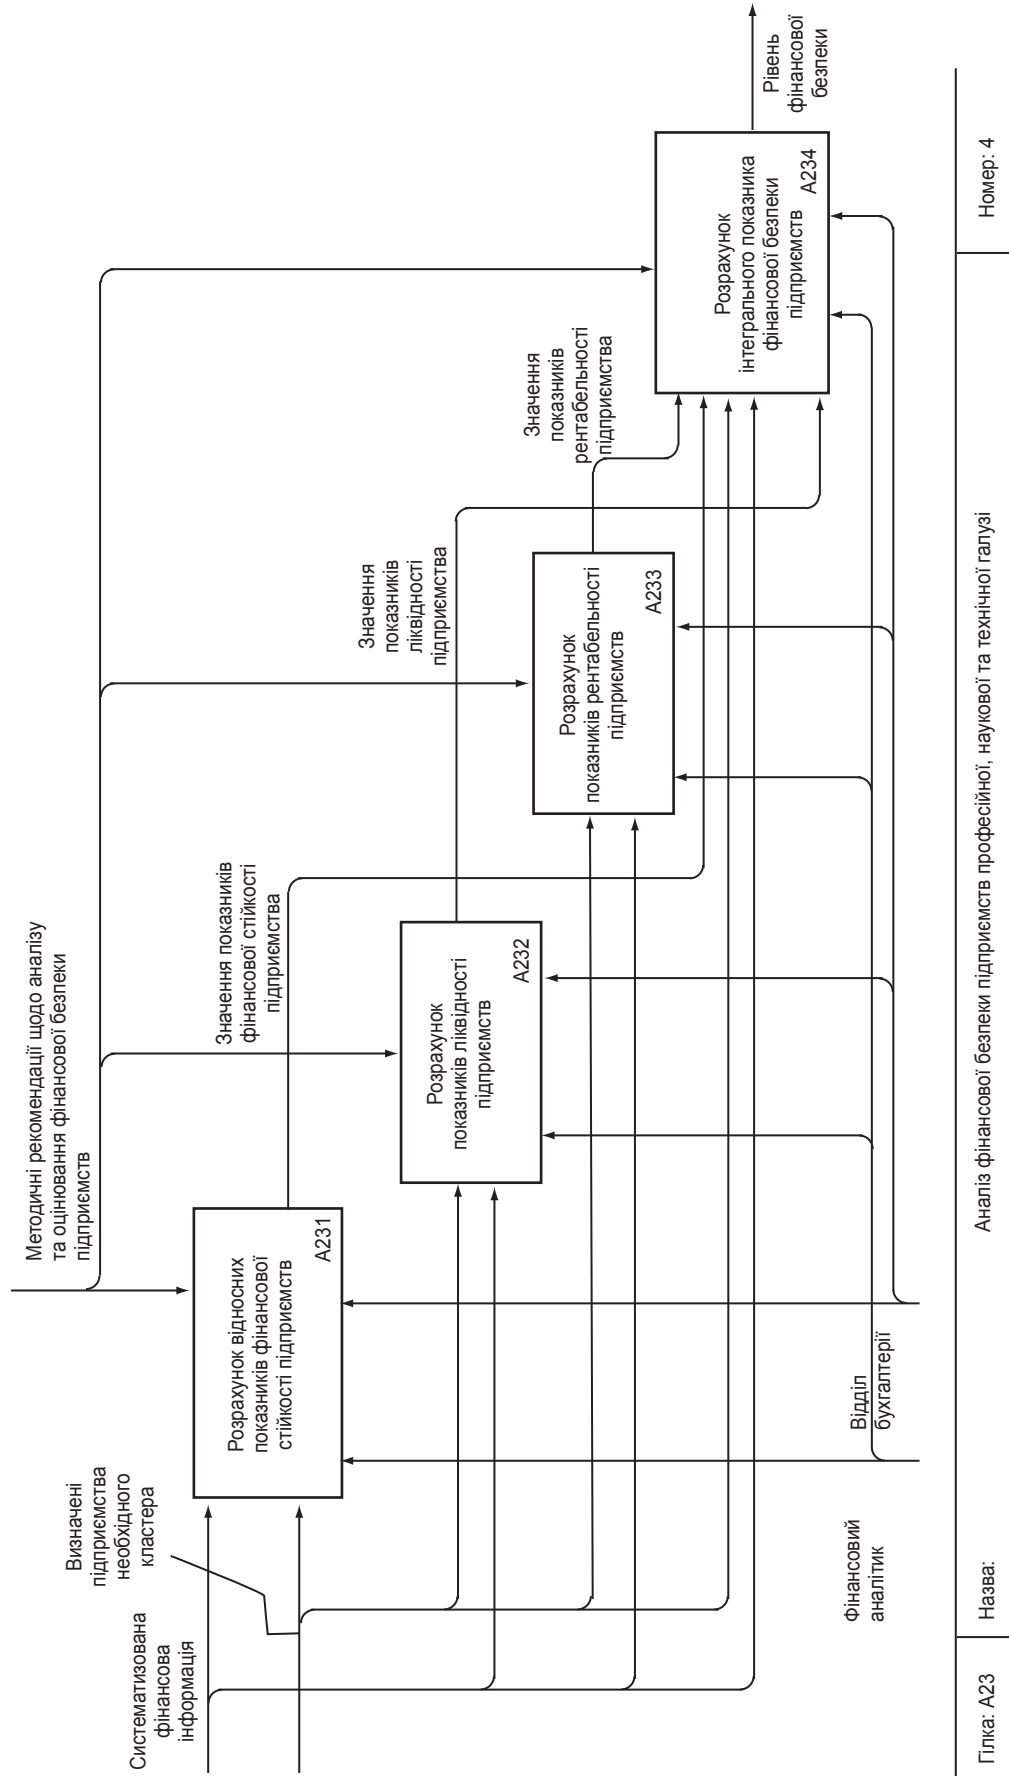 Методичні рекомендації щодо аналізу
та оцінювання фінансової безпеки
підприємств
Систематизована
фінансова
інформація
Визначені
підприємства
необхідного
кластера
Розрахунок відносних
показників фінансової
стійкості підприємств
A231
Значення показників
фінансової стійкості
підприємства
Розрахунок
показників ліквідності
підприємств
A232
Значення
показників
ліквідності
підприємства
Розрахунок
показників рентабельності
підприємств
A233
Значення
показників
рентабельності
підприємства
Розрахунок
інтегрального показника
фінансової безпеки
підприємств
A234
Рівень
фінансової
безпеки
Фінансовий
аналітик
Відділ
бухгалтерії
Гілка: A23
Назва:
Аналіз фінансової безпеки підприємств професійної, наукової та технічної галузі
Номер: 4